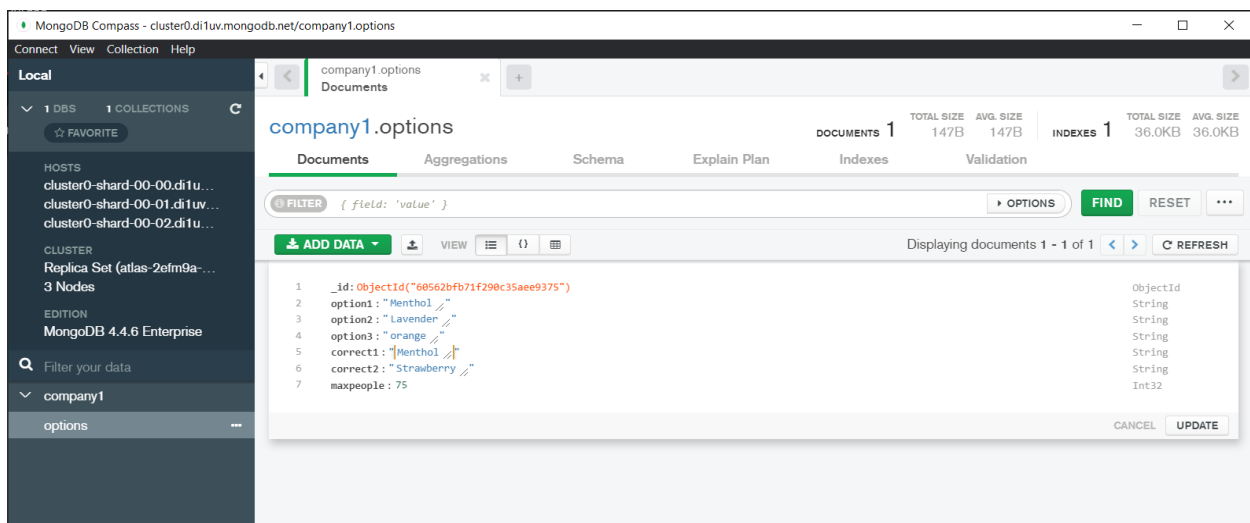 MongoDB Compass - cluster0.di1uv.mongodb.net/company1.options
Connect View Collection Help
Local
1 DBS 1 COLLECTIONS
FAVORITE
HOSTS
cluster0-shard-00-00.di1u...
cluster0-shard-00-01.di1uv...
cluster0-shard-00-02.di1u...
CLUSTER
Replica Set (atlas-2efm9a-...
3 Nodes
EDITION
MongoDB 4.4.6 Enterprise
Filter your data
company1
options
company1.options
Documents
company1.options
DOCUMENTS 1 TOTAL SIZE 147B AVG. SIZE 147B INDEXES 1 TOTAL SIZE 36.0KB AVG. SIZE 36.0KB
Documents Aggregations Schema Explain Plan Indexes Validation
FILTER { field: 'value' } OPTIONS FIND RESET ...
ADD DATA VIEW {} Displaying documents 1 - 1 of 1 < > REFRESH
1 _id: ObjectId("60562bfb71f290c35aee9375") ObjectId
2 option1 : "Menthol" String
3 option2 : "Lavender" String
4 option3 : "orange" String
5 correct1 : "Menthol" String
6 correct2 : "Strawberry" String
7 maxpeople : 75 Int32
CANCEL UPDATE